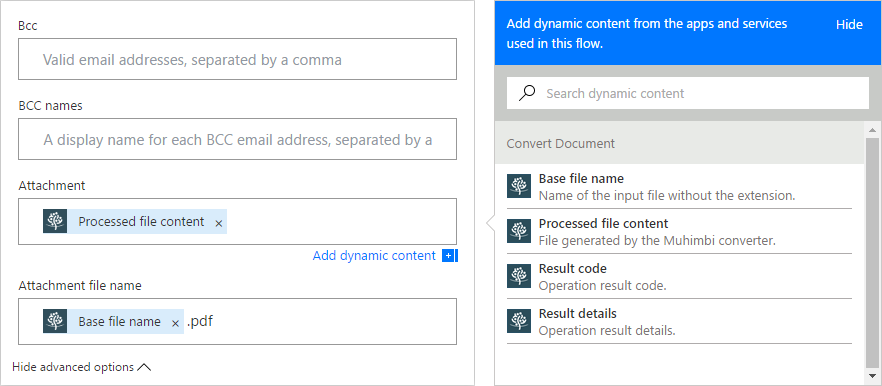 Bcc
Valid email addresses, separated by a comma
BCC names
A display name for each BCC email address, separated by a
Attachment
Processed file content ×
Add dynamic content +
Attachment file name
Base file name × .pdf
Hide advanced options
Add dynamic content from the apps and services
used in this flow.
Hide
Search dynamic content
Convert Document
Base file name
Name of the input file without the extension.
Processed file content
File generated by the Muhimbi converter.
Result code
Operation result code.
Result details
Operation result details.